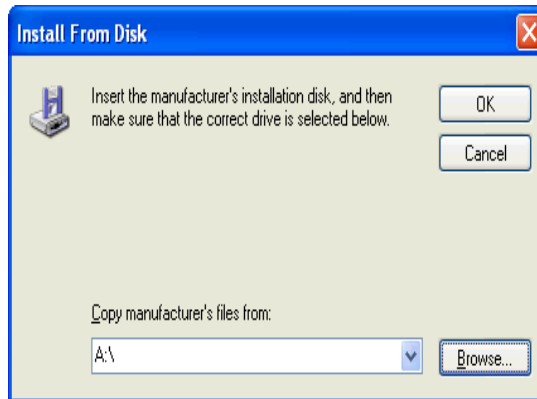 Install From Disk
Insert the manufacturer's installation disk, and then
make sure that the correct drive is selected below.
OK
Cancel
Copy manufacturer's files from:
A:\
Browse...